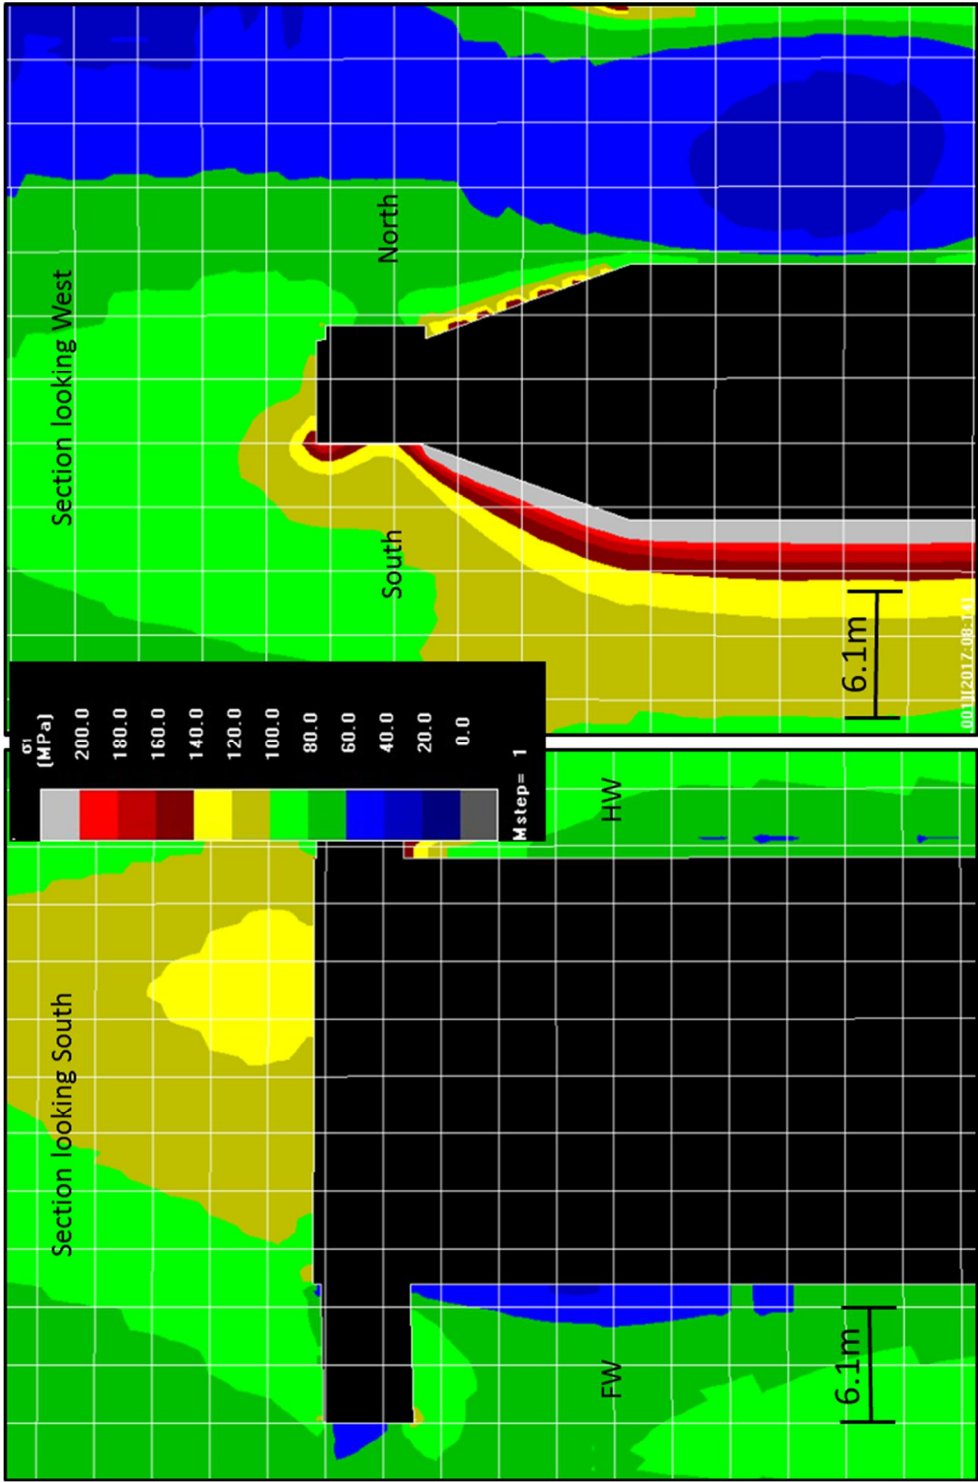 Section looking South
σ1
(MPa)
200.0
180.0
160.0
140.0
120.0
100.0
80.0
60.0
40.0
20.0
0.0
Mstep= 1
FW
HW
6.1m
Section looking West
South
North
6.1m